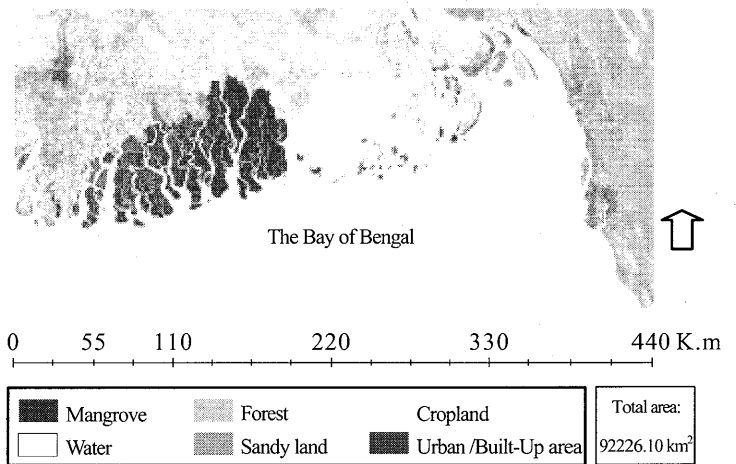 The Bay of Bengal
0 55 110 220 330 440 K.m
Mangrove Forest Cropland
Water Sandy land Urban /Built-Up area
Total area:
92226.10 km²